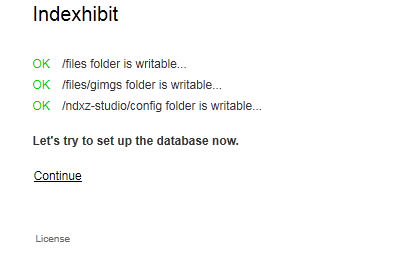 Indexhibit
OK /files folder is writable...
OK /files/gimgs folder is writable...
OK /ndxz-studio/config folder is writable...
Let's try to set up the database now.
Continue
License